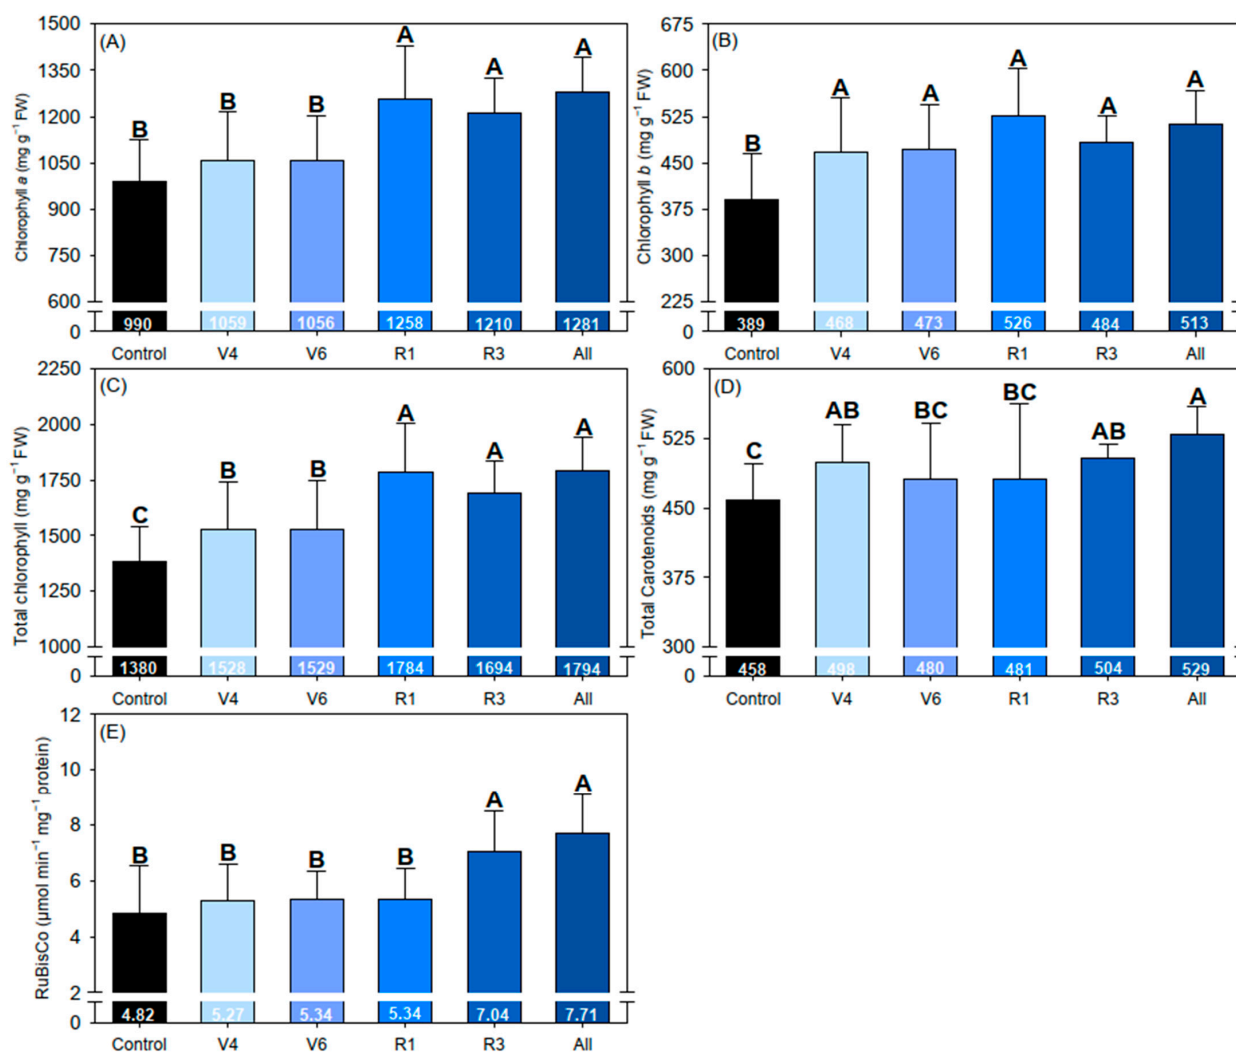 (A)
Chlorophyll a (mg g⁻¹ FW)
1500
1350
1200
1050
900
750
600
0
B
B
B
A
A
A
990
1059
1056
1258
1210
1281
Control
V4
V6
R1
R3
All
(B)
Chlorophyll b (mg g⁻¹ FW)
675
600
525
450
375
300
225
0
B
A
A
A
A
A
389
468
473
526
484
513
Control
V4
V6
R1
R3
All
(C)
Total chlorophyll (mg g⁻¹ FW)
2250
2000
1750
1500
1250
1000
0
C
B
B
A
A
A
1380
1528
1529
1784
1694
1794
Control
V4
V6
R1
R3
All
(D)
Total Carotenoids (mg g⁻¹ FW)
600
525
450
375
300
0
C
AB
BC
BC
AB
A
458
498
480
481
504
529
Control
V4
V6
R1
R3
All
(E)
RuBisCo (µmol min⁻¹ mg⁻¹ protein)
12
10
8
6
4
2
0
B
B
B
B
A
A
4.82
5.27
5.34
5.34
7.04
7.71
Control
V4
V6
R1
R3
All